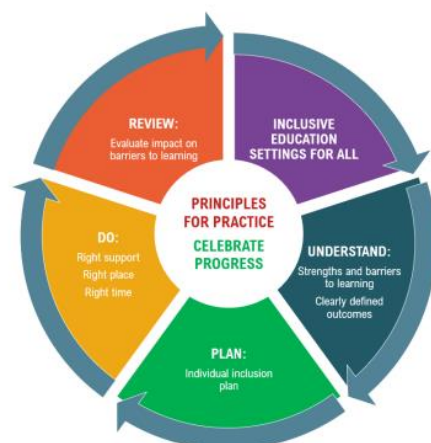 PRINCIPLES
FOR PRACTICE
CELEBRATE
PROGRESS
INCLUSIVE
EDUCATION
SETTINGS FOR ALL
UNDERSTAND:
Strengths and barriers
to learning
Clearly defined
outcomes
PLAN:
Individual inclusion
plan
DO:
Right support
Right place
Right time
REVIEW:
Evaluate impact on
barriers to learning